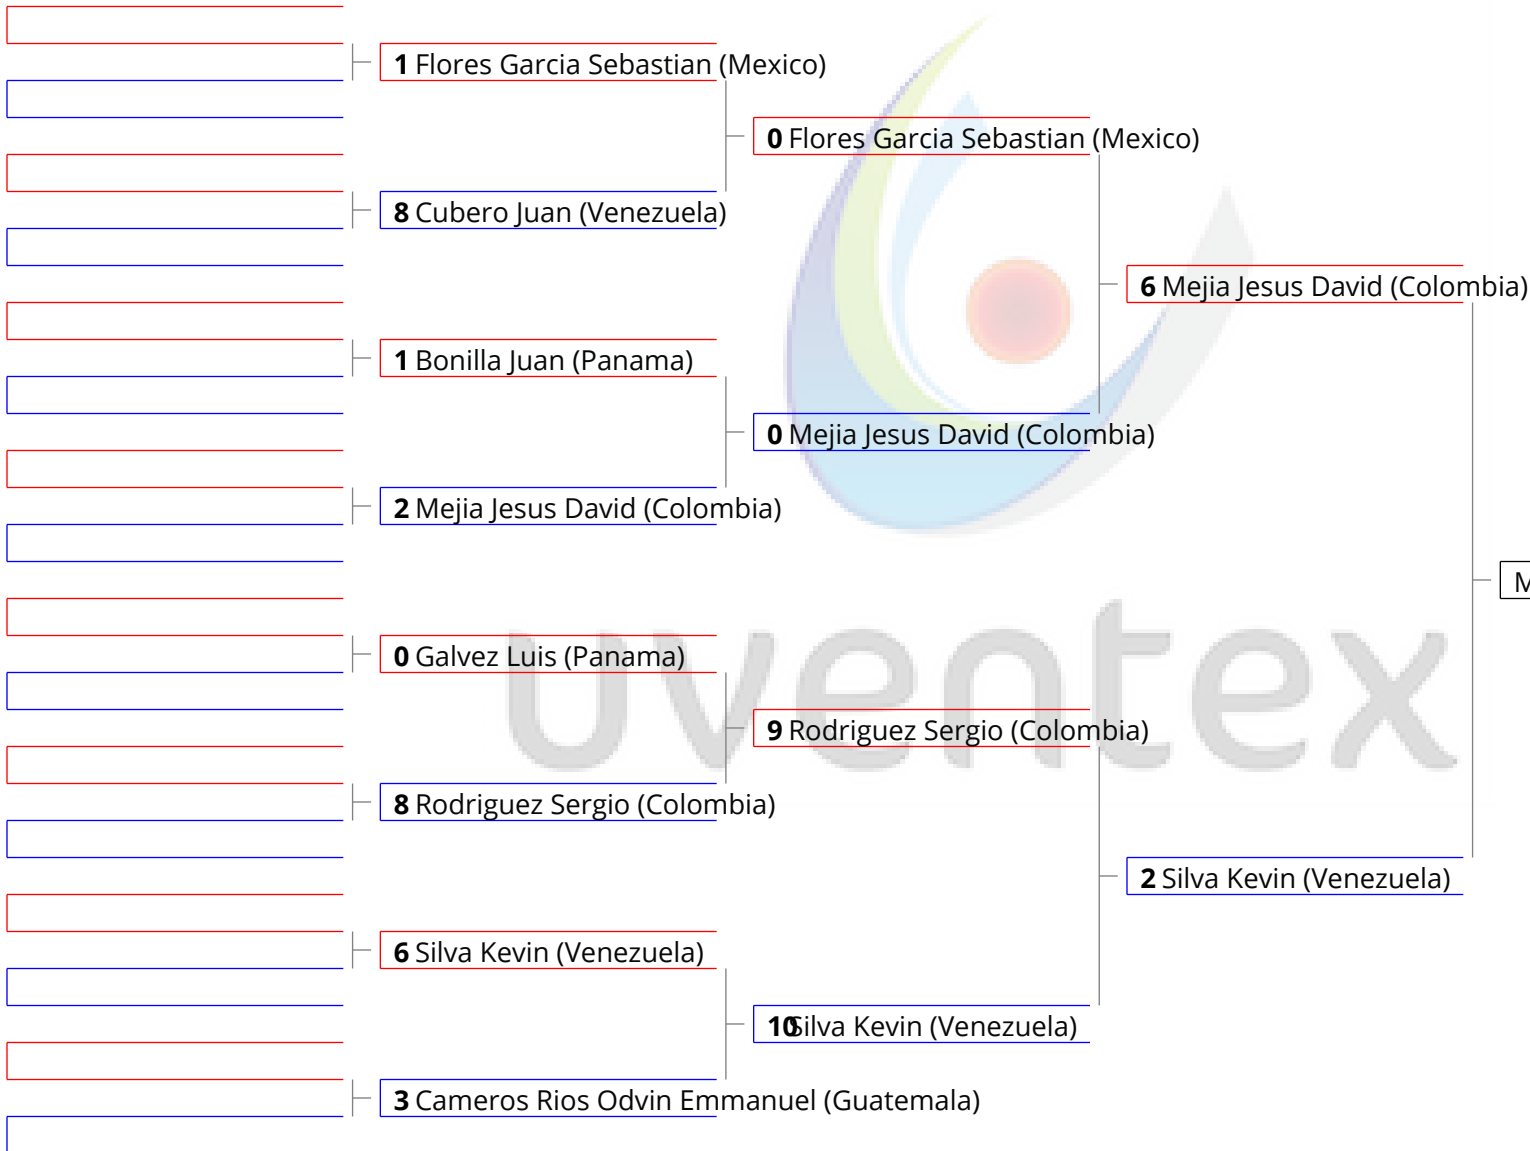 1 Flores Garcia Sebastian (Mexico)
0 Flores Garcia Sebastian (Mexico)
8 Cubero Juan (Venezuela)
6 Mejia Jesus David (Colombia)
1 Bonilla Juan (Panama)
0 Mejia Jesus David (Colombia)
2 Mejia Jesus David (Colombia)
uventex
0 Galvez Luis (Panama)
9 Rodriguez Sergio (Colombia)
8 Rodriguez Sergio (Colombia)
2 Silva Kevin (Venezuela)
6 Silva Kevin (Venezuela)
10 Silva Kevin (Venezuela)
3 Cameros Rios Odvin Emmanuel (Guatemala)